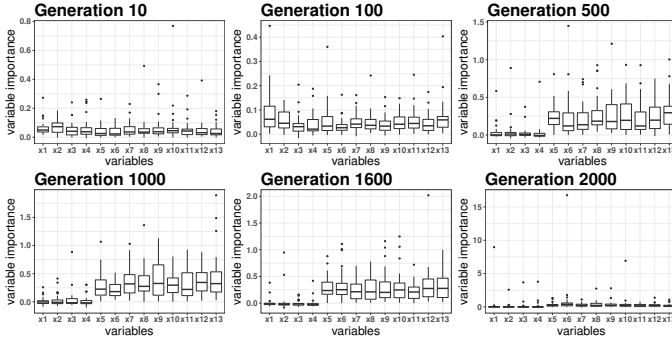 Generation 10
variable importance
0.8
0.6
0.4
0.2
0.0
x1 x2 x3 x4 x5 x6 x7 x8 x9 x10 x11 x12 x13
variables
Generation 100
variable importance
0.4
0.2
0.1
0.0
x1 x2 x3 x4 x5 x6 x7 x8 x9 x10 x11 x12 x13
variables
Generation 500
variable importance
1.5
1.0
0.5
0.0
x1 x2 x3 x4 x5 x6 x7 x8 x9 x10 x11 x12 x13
variables
Generation 1000
variable importance
1.5
1.0
0.5
0.0
x1 x2 x3 x4 x5 x6 x7 x8 x9 x10 x11 x12 x13
variables
Generation 1600
variable importance
2.0
1.5
1.0
0.5
0.0
x1 x2 x3 x4 x5 x6 x7 x8 x9 x10 x11 x12 x13
variables
Generation 2000
variable importance
15
10
5
0
x1 x2 x3 x4 x5 x6 x7 x8 x9 x10 x11 x12 x13
variables